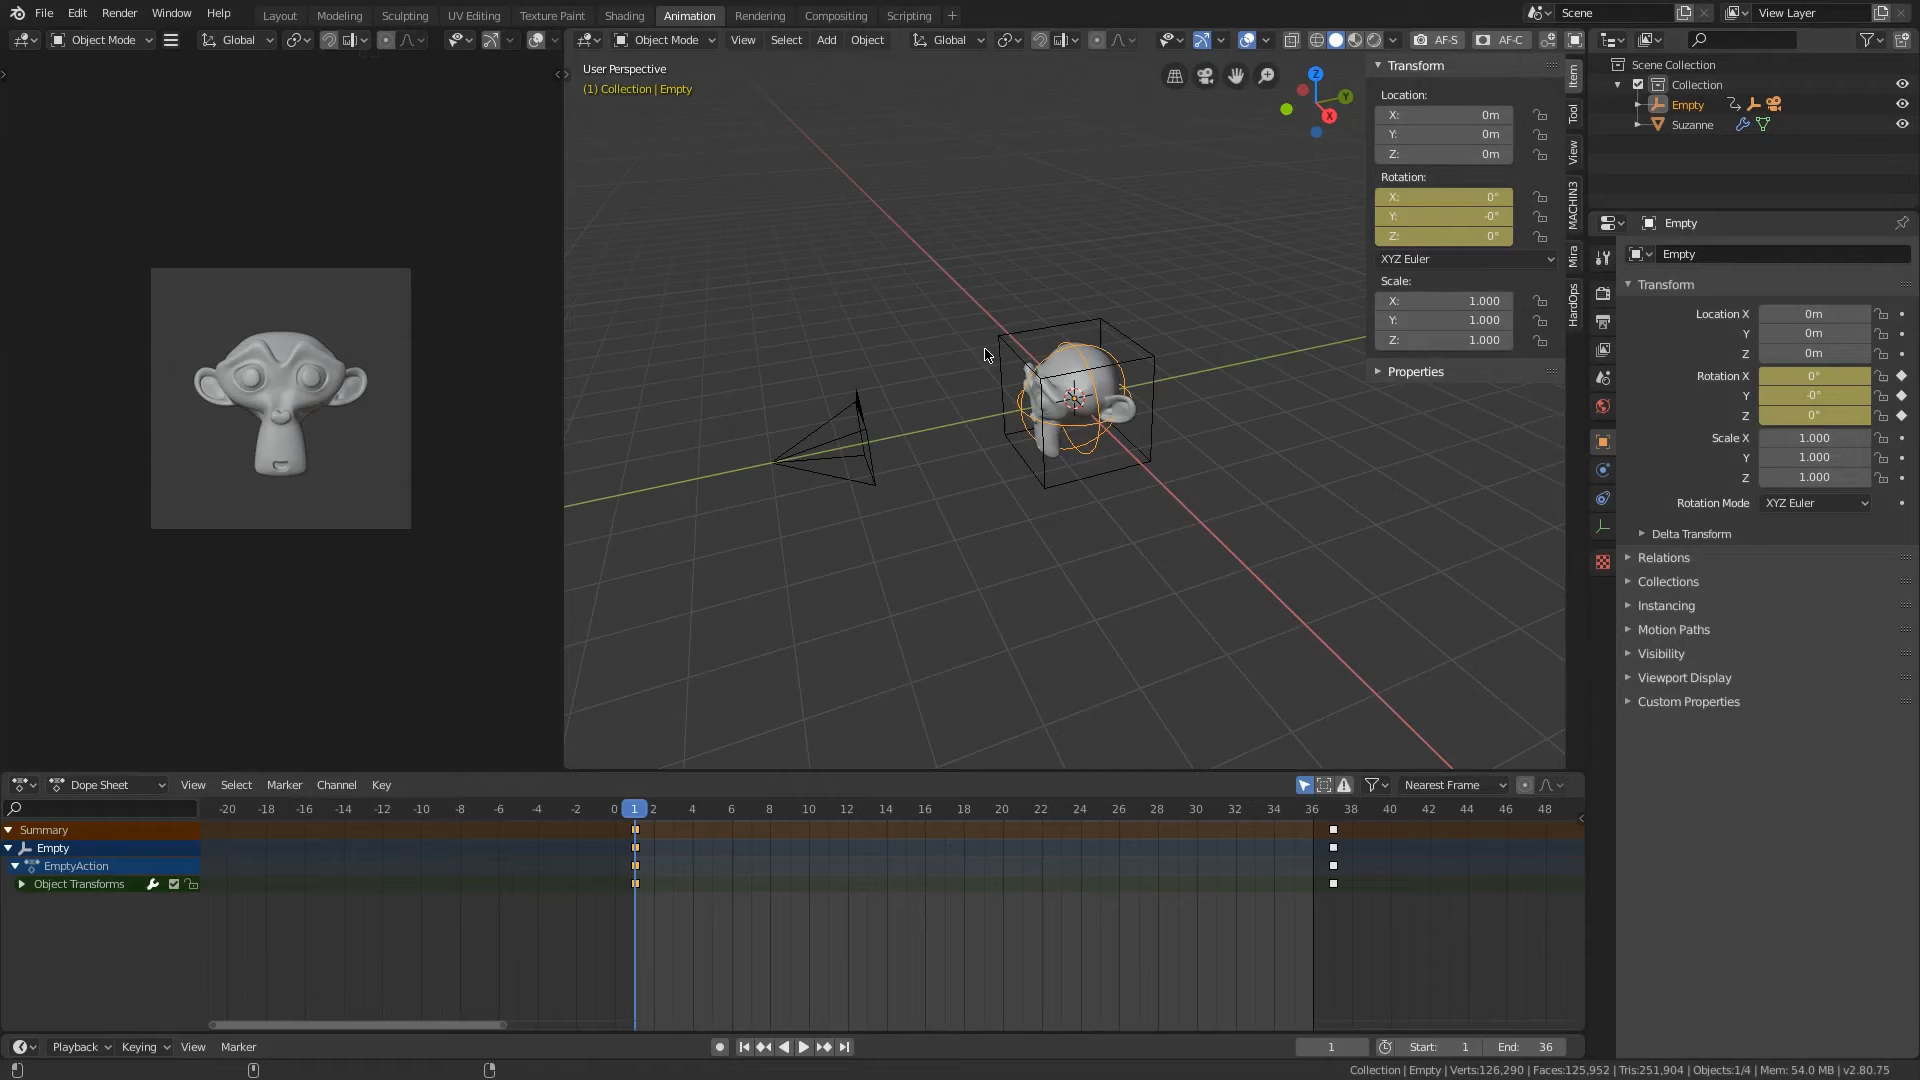 File Edit Render Window Help Layout Modeling Sculpting UV Editing Texture Paint Shading Animation Rendering Compositing Scripting Scene View Layer
Object Mode Global Object Mode View Select Add Object Global AF-S AF-C
User Perspective
(1) Collection | Empty
Z
Y
X
Transform
Location:
X: 0m
Y: 0m
Z: 0m
Rotation:
X: 0°
Y: -0°
Z: 0°
XYZ Euler
Scale:
X: 1.000
Y: 1.000
Z: 1.000
Properties
Item
Tool
View
MACHIN3
Mira
HardOps
Scene Collection
Collection
Empty
Suzanne
Empty
Empty
Transform
Location X 0m
Y 0m
Z 0m
Rotation X 0°
Y -0°
Z 0°
Scale X 1.000
Y 1.000
Z 1.000
Rotation Mode XYZ Euler
Delta Transform
Relations
Collections
Instancing
Motion Paths
Visibility
Viewport Display
Custom Properties
Dope Sheet View Select Marker Channel Key Nearest Frame
-20 -18 -16 -14 -12 -10 -8 -6 -4 -2 0 1 2 4 6 8 10 12 14 16 18 20 22 24 26 28 30 32 34 36 38 40 42 44 46 48
Summary
Empty
EmptyAction
Object Transforms
Playback Keying View Marker 1 Start: 1 End: 36
Collection | Empty | Verts:126,290 | Faces:125,952 | Tris:251,904 | Objects:1/4 | Mem: 54.0 MB | v2.80.75